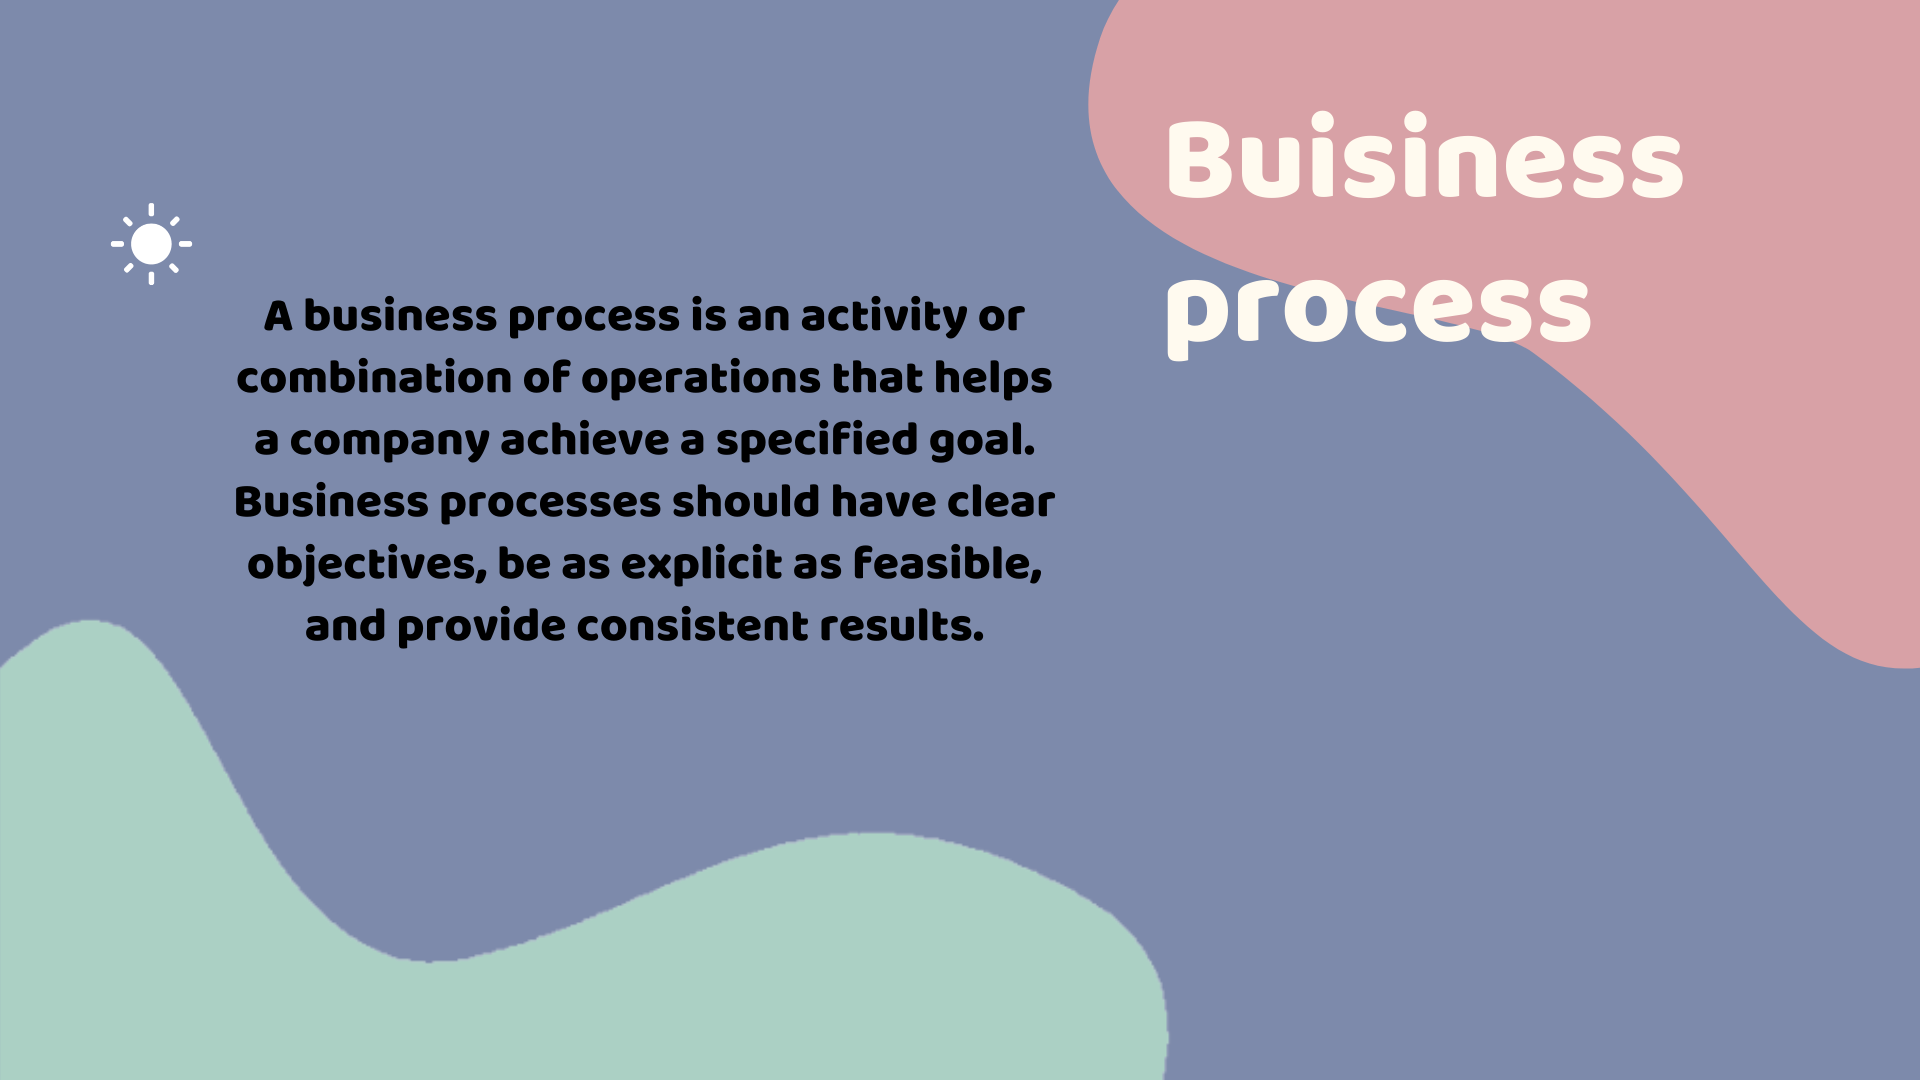 Buisiness
process
A business process is an activity or
combination of operations that helps
a company achieve a specified goal.
Business processes should have clear
objectives, be as explicit as feasible,
and provide consistent results.